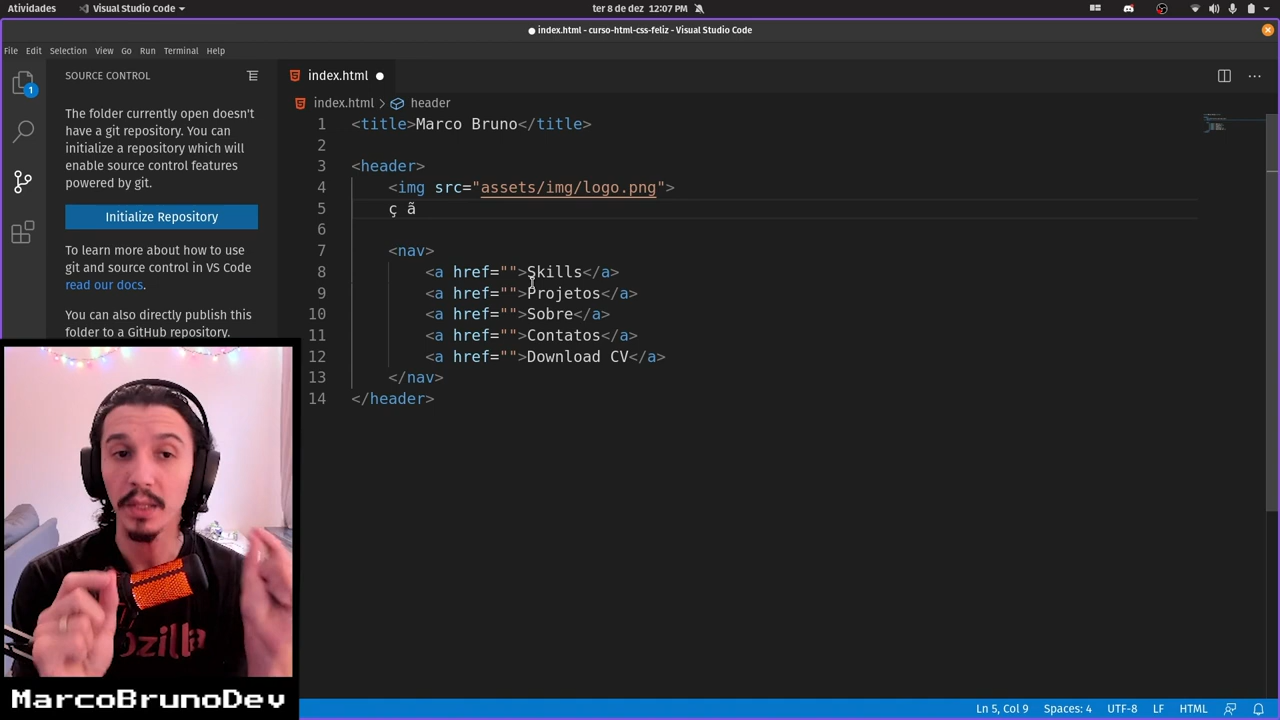 Atividades
Visual Studio Code
ter 8 de dez 12:07 PM
● index.html - curso-html-css-feliz - Visual Studio Code
File Edit Selection View Go Run Terminal Help
SOURCE CONTROL
index.html
index.html > header
1
The folder currently open doesn't
have a git repository. You can
initialize a repository which will
enable source control features
powered by git.
Initialize Repository
To learn more about how to use
git and source control in VS Code
read our docs.
You can also directly publish this
folder to a GitHub repository.
1 <title>Marco Bruno</title>
2
3 <header>
4 <img src="assets/img/logo.png">
5 ç ã
6
7 <nav>
8 <a href="">Skills</a>
9 <a href="">Projetos</a>
10 <a href="">Sobre</a>
11 <a href="">Contatos</a>
12 <a href="">Download CV</a>
13 </nav>
14 </header>
mozilla
MarcoBrunoDev
Ln 5, Col 9 Spaces: 4 UTF-8 LF HTML